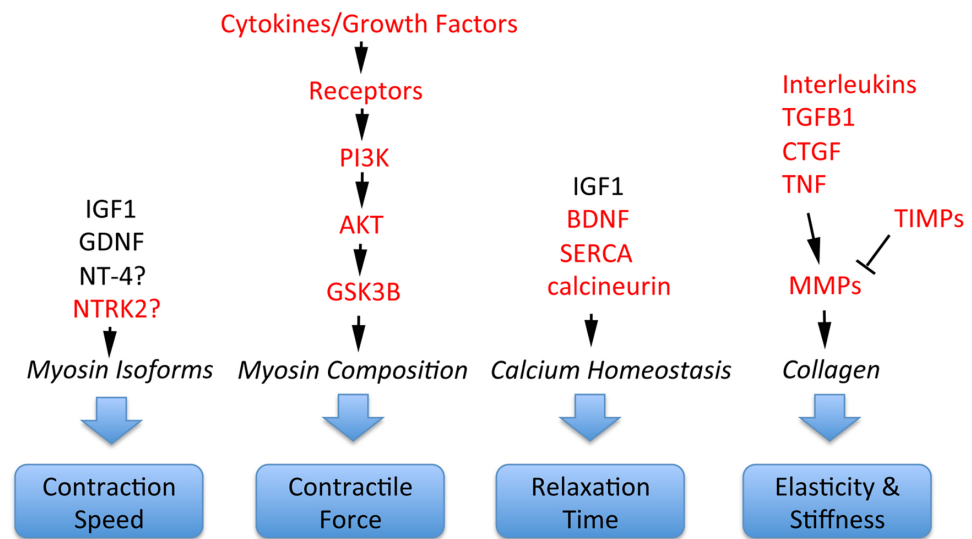 Cytokines/Growth Factors
Receptors
PI3K
AKT
GSK3B
Myosin Composition
Contractile
Force
IGF1
GDNF
NT-4?
NTRK2?
Myosin Isoforms
Contraction
Speed
IGF1
BDNF
SERCA
calcineurin
Calcium Homeostasis
Relaxation
Time
Interleukins
TGFB1
CTGF
TNF
TIMPs
MMPs
Collagen
Elasticity &
Stiffness